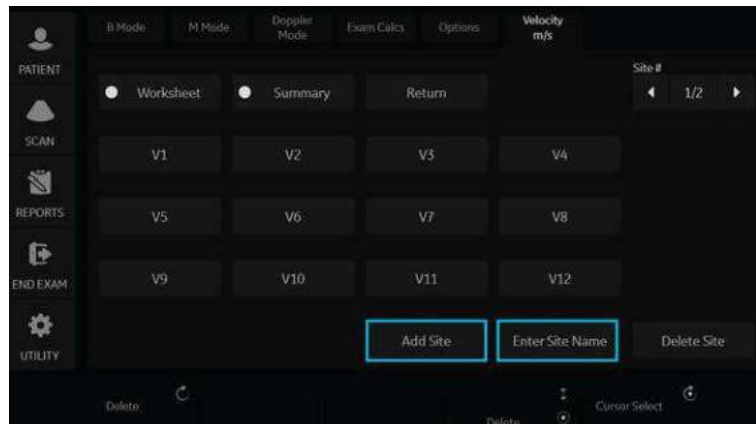 B Mode
M Mode
Doppler
Mode
Exam Calcs
Options
Velocity
m/s
PATIENT
SCAN
REPORTS
END EXAM
UTILITY
Site #
1/2
Worksheet
Summary
Return
V1
V2
V3
V4
V5
V6
V7
V8
V9
V10
V11
V12
Add Site
Enter Site Name
Delete Site
Delete
Delete
Cursor Select